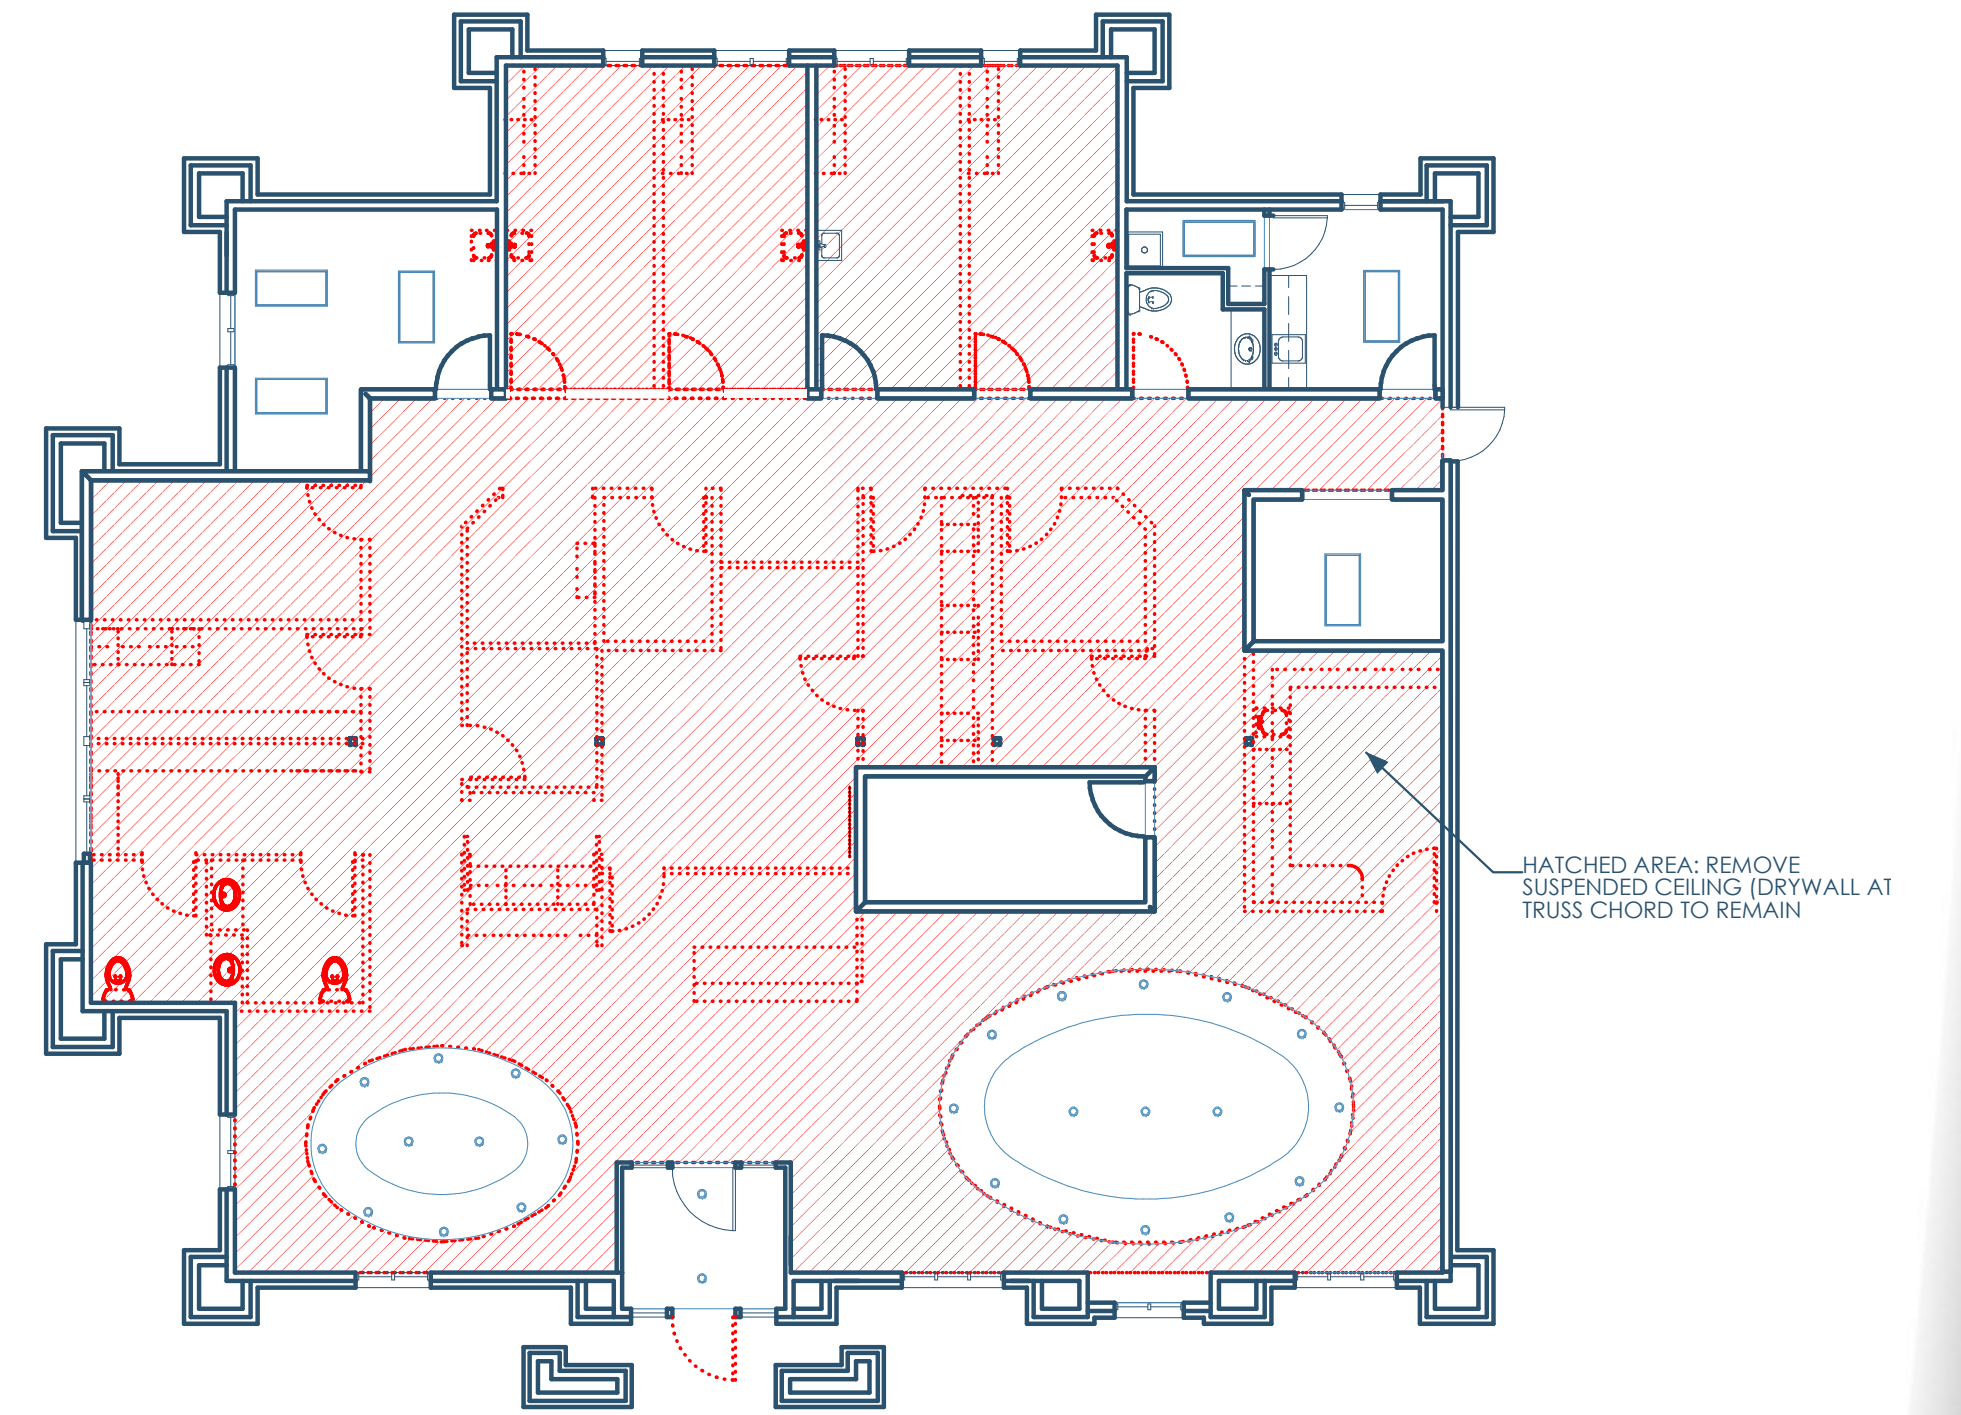 HATCHED AREA: REMOVE
SUSPENDED CEILING (DRYWALL AT
TRUSS CHORD TO REMAIN